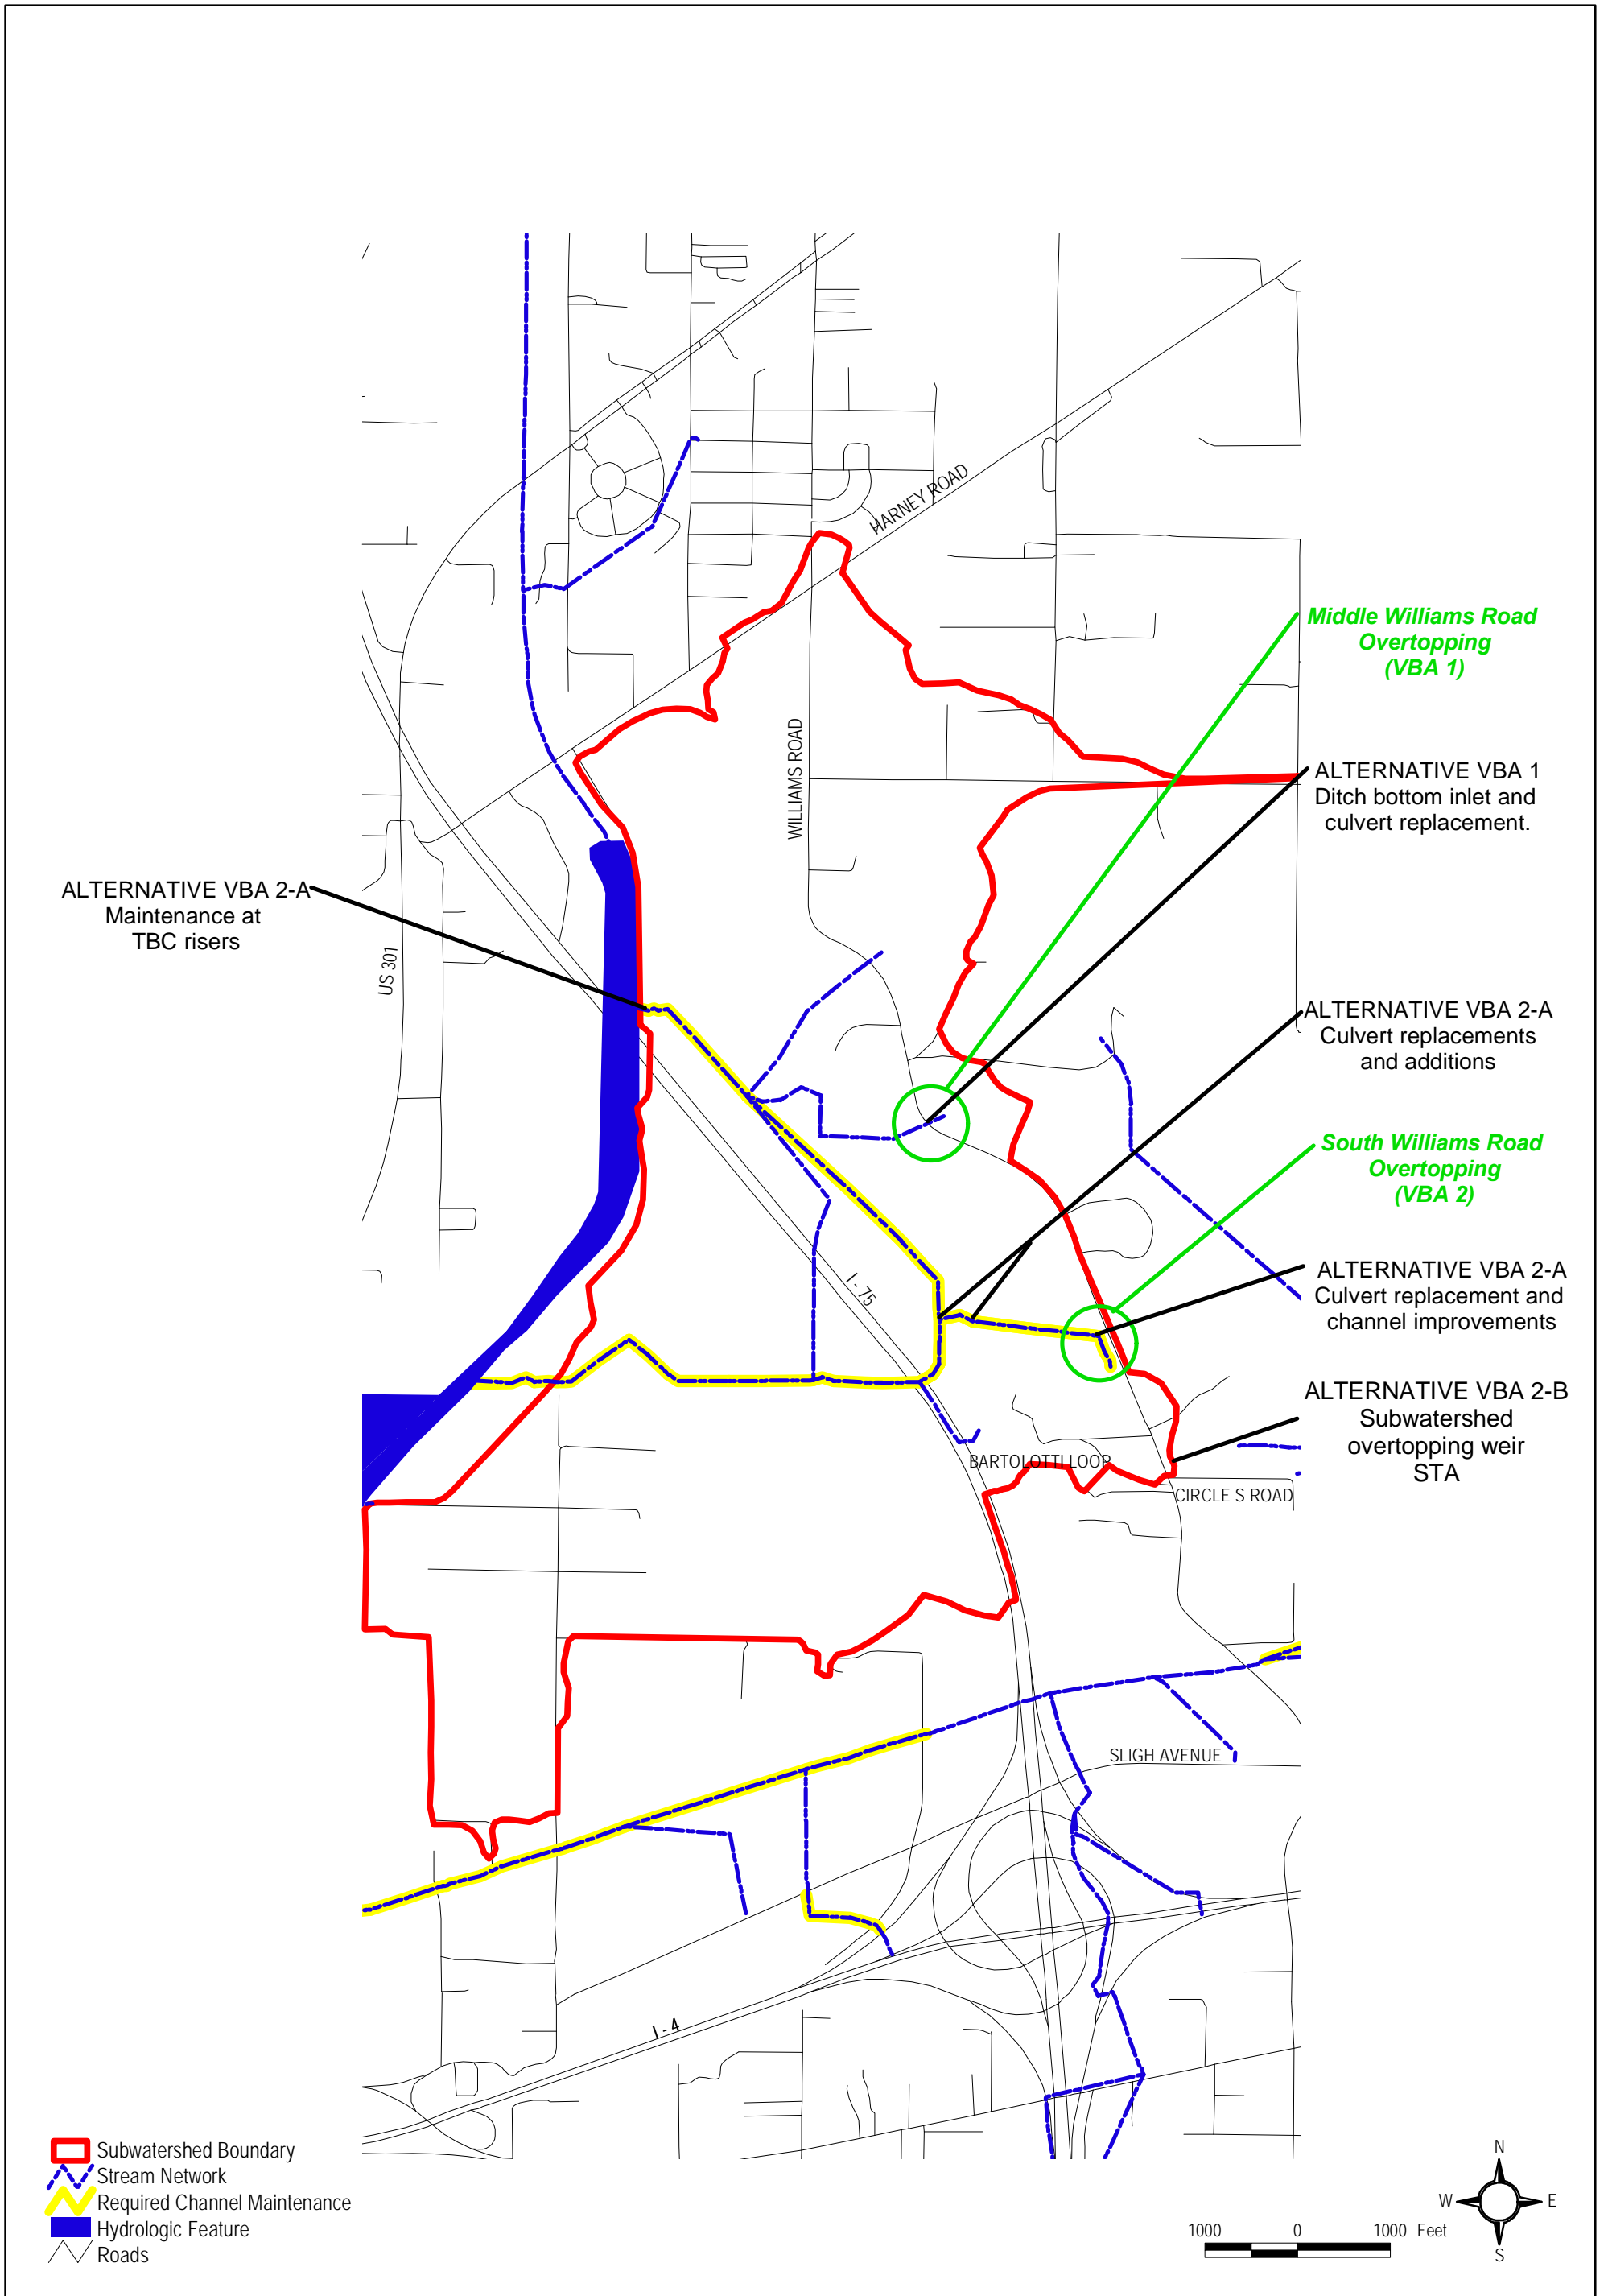 HARNEY ROAD
Middle Williams Road
Overtopping
(VBA 1)
WILLIAMS ROAD
ALTERNATIVE VBA 1
Ditch bottom inlet and
culvert replacement.
ALTERNATIVE VBA 2-A
Maintenance at
TBC risers
US 301
ALTERNATIVE VBA 2-A
Culvert replacements
and additions
South Williams Road
Overtopping
(VBA 2)
I-75
ALTERNATIVE VBA 2-A
Culvert replacement and
channel improvements
ALTERNATIVE VBA 2-B
Subwatershed
overtopping weir
STA
BARTOLOTTI LOOP
CIRCLE S ROAD
SLIGH AVENUE
I-4
Subwatershed Boundary
Stream Network
Required Channel Maintenance
Hydrologic Feature
Roads
1000 0 1000 Feet
N
W E
S